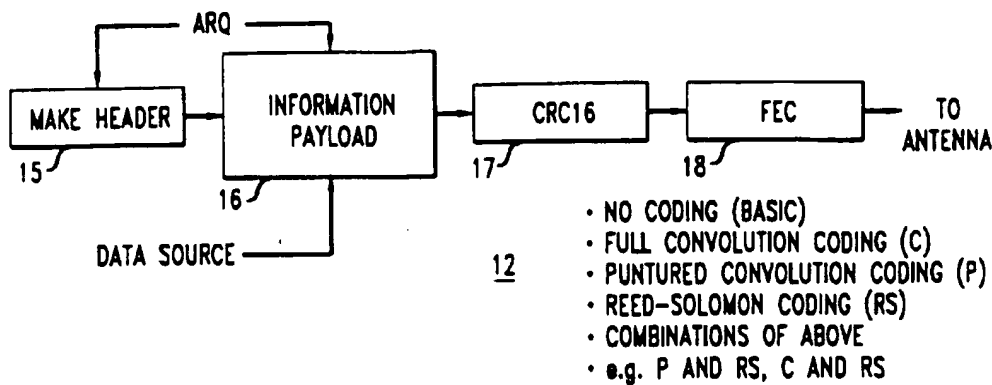 ARQ
MAKE HEADER
15
INFORMATION
PAYLOAD
16
CRC16
17
FEC
18
TO
ANTENNA
DATA SOURCE
12
• NO CODING (BASIC)
• FULL CONVOLUTION CODING (C)
• PUNTURED CONVOLUTION CODING (P)
• REED-SOLOMON CODING (RS)
• COMBINATIONS OF ABOVE
• e.g. P AND RS, C AND RS